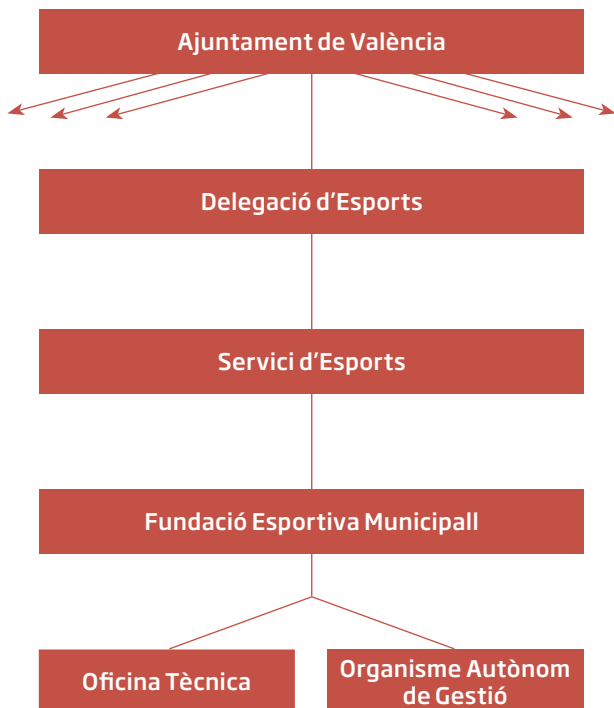 Ajuntament de València
Delegació d’Esports
Servici d’Esports
Fundació Esportiva Municipall
Oficina Tècnica
Organisme Autònom
de Gestió